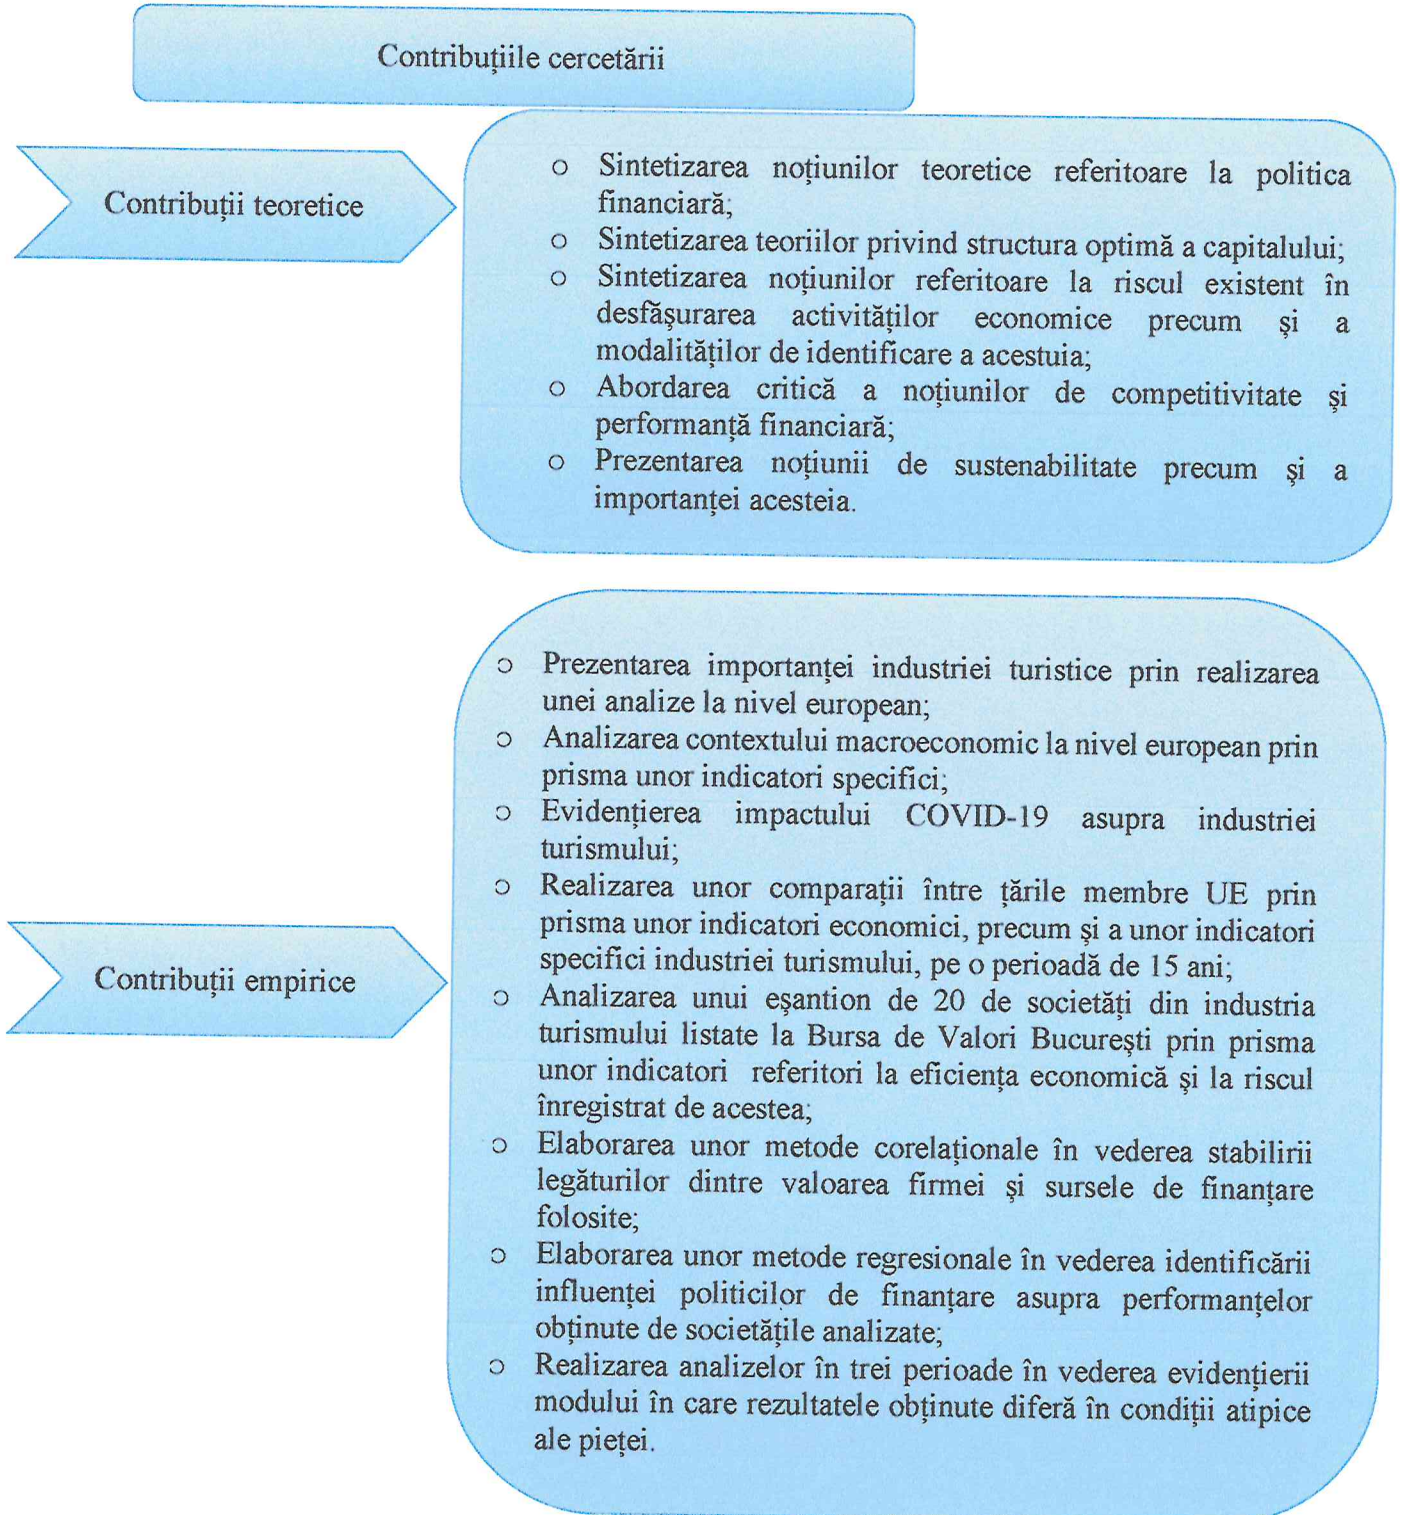 Contribuțiile cercetării
Contribuții teoretice
o Sintetizarea noțiunilor teoretice referitoare la politica
financiară;
o Sintetizarea teoriilor privind structura optimă a capitalului;
o Sintetizarea noțiunilor referitoare la riscul existent în
desfășurarea activităților economice precum și a
modalităților de identificare a acestuia;
o Abordarea critică a noțiunilor de competitivitate și
performanță financiară;
o Prezentarea noțiunii de sustenabilitate precum și a
importanței acesteia.
Contribuții empirice
o Prezentarea importanței industriei turistice prin realizarea
unei analize la nivel european;
o Analizarea contextului macroeconomic la nivel european prin
prisma unor indicatori specifici;
o Evidențierea impactului COVID-19 asupra industriei
turismului;
o Realizarea unor comparații între țările membre UE prin
prisma unor indicatori economici, precum și a unor indicatori
specifici industriei turismului, pe o perioadă de 15 ani;
o Analizarea unui eșantion de 20 de societăți din industria
turismului listate la Bursa de Valori București prin prisma
unor indicatori referitori la eficiența economică și la riscul
înregistrat de acestea;
o Elaborarea unor metode corelaționale în vederea stabilirii
legăturilor dintre valoarea firmei și sursele de finanțare
folosite;
o Elaborarea unor metode regresionale în vederea identificării
influenței politicilor de finanțare asupra performanțelor
obținute de societățile analizate;
o Realizarea analizelor în trei perioade în vederea evidențierii
modului în care rezultatele obținute diferă în condiții atipice
ale pieței.